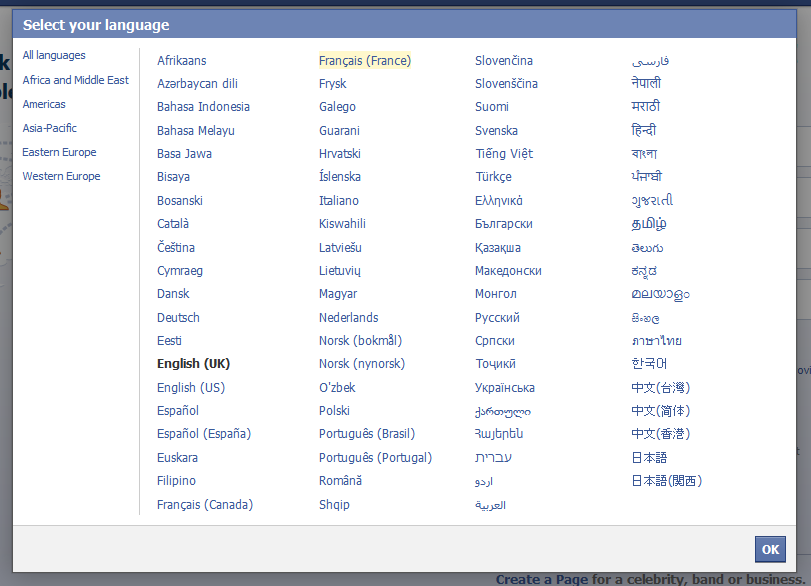 Select your language
All languages
Africa and Middle East
Americas
Asia-Pacific
Eastern Europe
Western Europe
Afrikaans
Azərbaycan dili
Bahasa Indonesia
Bahasa Melayu
Basa Jawa
Bisaya
Bosanski
Català
Čeština
Cymraeg
Dansk
Deutsch
Eesti
English (UK)
English (US)
Español
Español (España)
Euskara
Filipino
Français (Canada)
Français (France)
Frysk
Galego
Guarani
Hrvatski
Íslenska
Italiano
Kiswahili
Latviešu
Lietuvių
Magyar
Nederlands
Norsk (bokmål)
Norsk (nynorsk)
O'zbek
Polski
Português (Brasil)
Português (Portugal)
Română
Shqip
Slovenčina
Slovenščina
Suomi
Svenska
Tiếng Việt
Türkçe
Ελληνικά
Български
Қазақша
Македонски
Монгол
Русский
Српски
Тоҷикӣ
Українська
ქართული
Հայերեն
עברית
اردو
العربية
فارسی
नेपाली
मराठी
हिन्दी
বাংলা
ਪੰਜਾਬੀ
ગુજરાતી
தமிழ்
తెలుగు
ಕನ್ನಡ
മലയാളം
සිංහල
ภาษาไทย
한국어
中文(台灣)
中文(简体)
中文(香港)
日本語
日本語(関西)
OK
Create a Page for a celebrity, band or business.